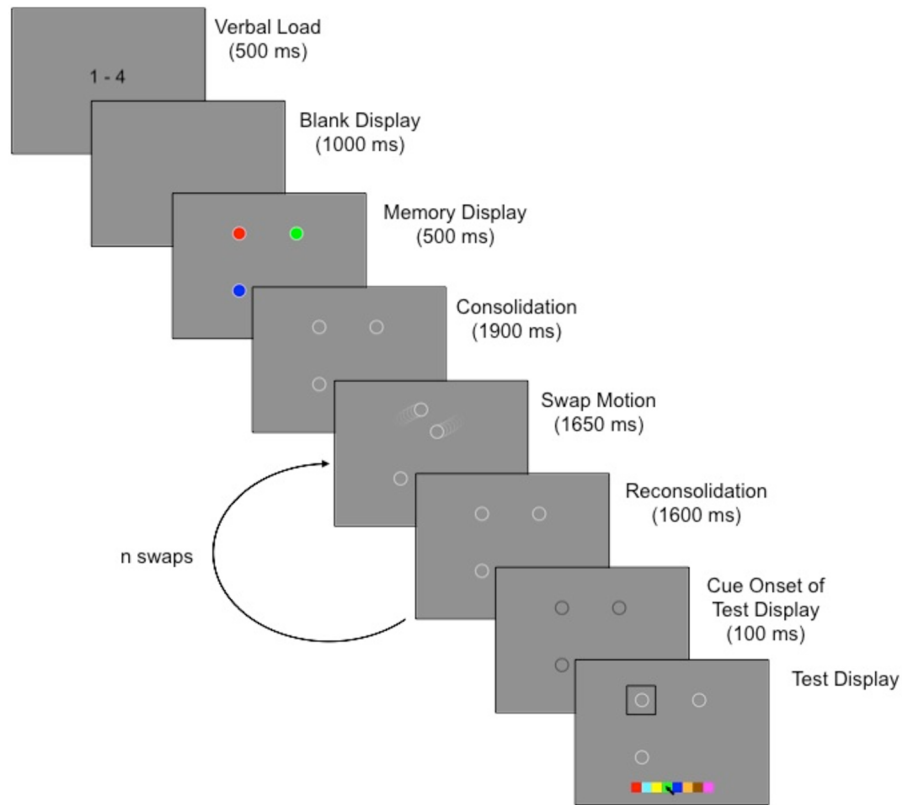 Verbal Load
(500 ms)
1 - 4
Blank Display
(1000 ms)
Memory Display
(500 ms)
Consolidation
(1900 ms)
Swap Motion
(1650 ms)
Reconsolidation
(1600 ms)
n swaps
Cue Onset of
Test Display
(100 ms)
Test Display